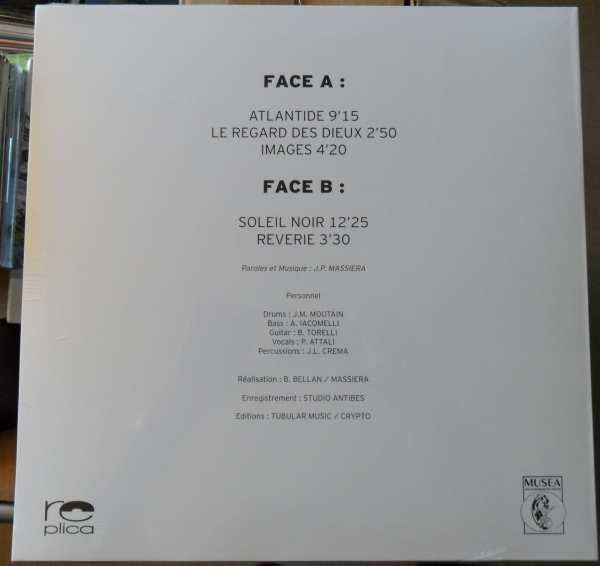 FACE A :
ATLANTIDE 9'15
LE REGARD DES DIEUX 2'50
IMAGES 4'20
FACE B :
SOLEIL NOIR 12'25
REVERIE 3'30
Paroles et Musique : J.P. MASSIERA
Personnel
Drums : J.M. MOUTAIN
Bass : A. IACOMELLI
Guitar : B. TORELLI
Vocals : P. ATTALI
Percussions : J.L. CREMA
Réalisation : B. BELLAN / MASSIERA
Enregistrement : STUDIO ANTIBES
Editions : TUBULAR MUSIC / CRYPTO
re
plica
MUSEA